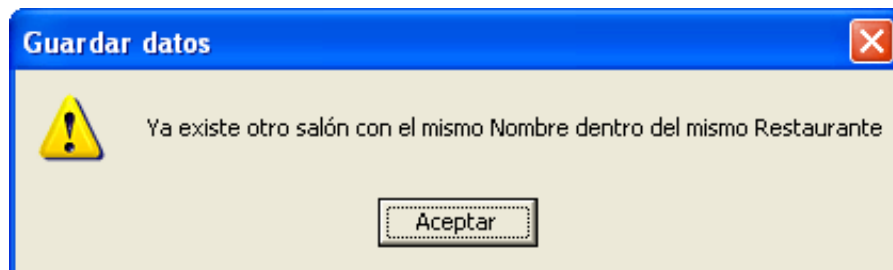 Guardar datos
Ya existe otro salón con el mismo Nombre dentro del mismo Restaurante
Aceptar